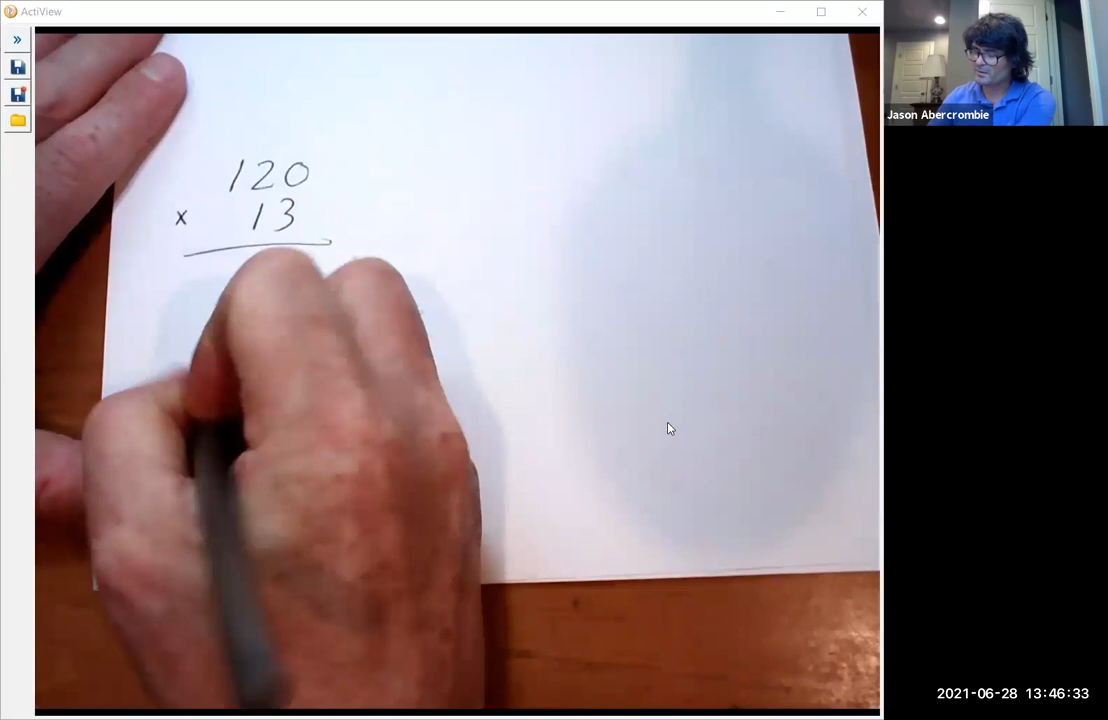 ActiView
»
120
x 13
Jason Abercrombie
2021-06-28 13:46:33